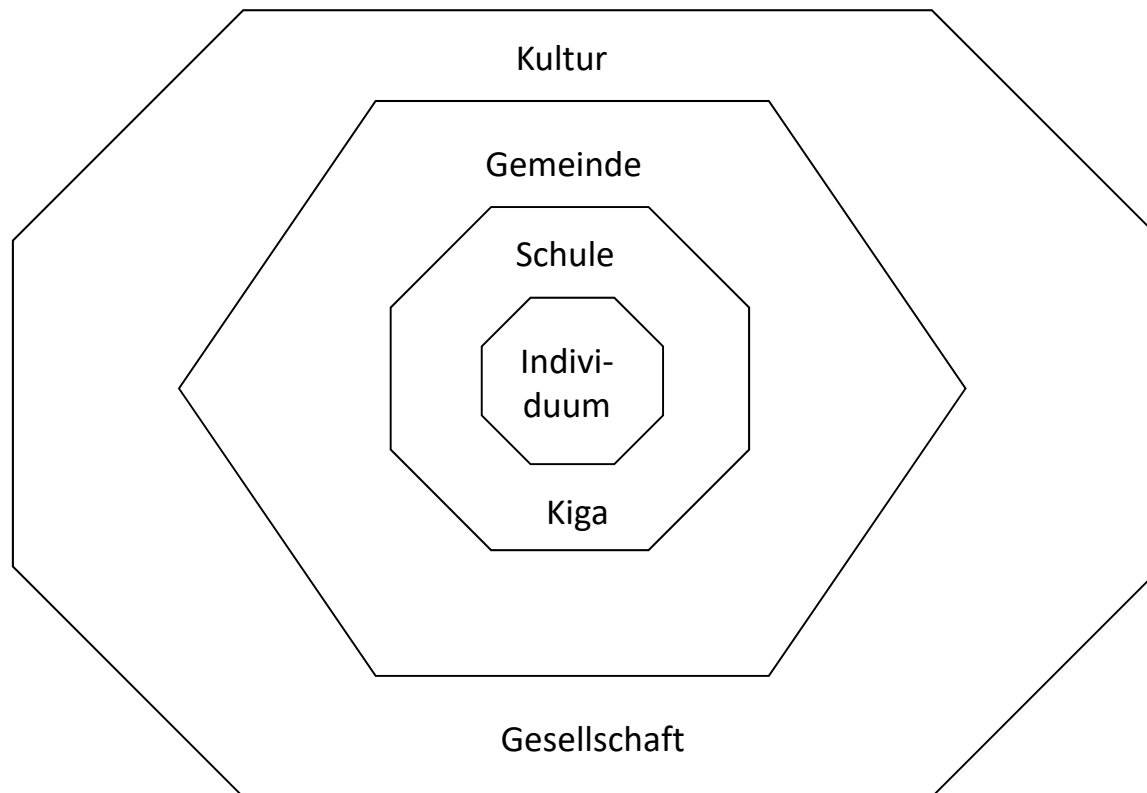 Kultur
Gemeinde
Schule
Indivi-
duum
Kiga
Gesellschaft